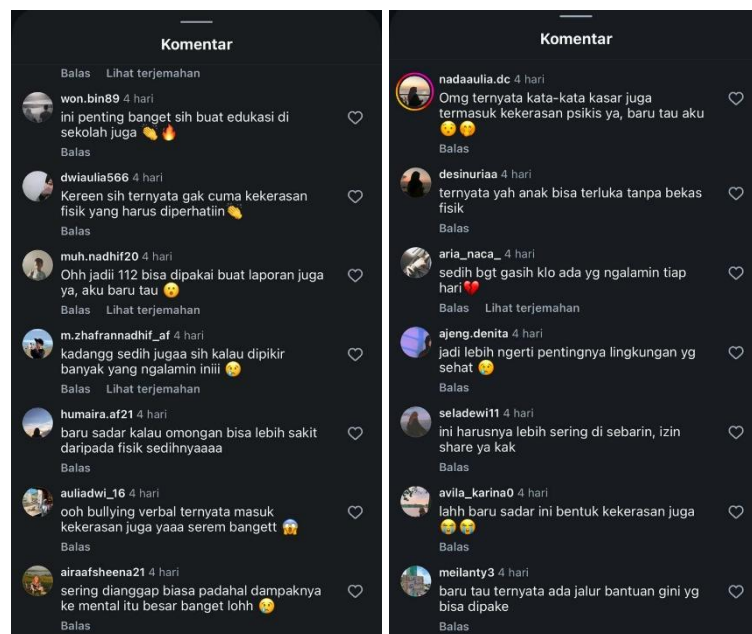 Komentar
Balas Lihat terjemahan
won.bin89 4 hari
ini penting banget sih buat edukasi di
sekolah juga 👏🔥
Balas
dwiaulia566 4 hari
Kereen sih ternyata gak cuma kekerasan
fisik yang harus diperhatiin👏
Balas
muh.nadhif20 4 hari
Ohh jadii 112 bisa dipakai buat laporan juga
ya, aku baru tau 😮
Balas Lihat terjemahan
m.zhafrannadhif_af 4 hari
kadangg sedih jugaa sih kalau dipikir
banyak yang ngalamin iniii 😢
Balas Lihat terjemahan
humaira.af21 4 hari
baru sadar kalau omongan bisa lebih sakit
daripada fisik sedihnyaaaa
Balas
auliadwi_16 4 hari
ooh bullying verbal ternyata masuk
kekerasan juga yaaa serem bangett 😱
Balas
airaafsheena21 4 hari
sering dianggap biasa padahal dampaknya
ke mental itu besar banget lohh 😢
Balas
Komentar
nadaaulia.dc 4 hari
Omg ternyata kata-kata kasar juga
termasuk kekerasan psikis ya, baru tau aku
😯🤭
Balas
desinuriaa 4 hari
ternyata yah anak bisa terluka tanpa bekas
fisik
Balas
aria_naca_ 4 hari
sedih bgt gasih klo ada yg ngalamin tiap
hari💔
Balas Lihat terjemahan
ajeng.denita 4 hari
jadi lebih ngerti pentingnya lingkungan yg
sehat 😢
Balas
seladewi11 4 hari
ini harusnya lebih sering di sebarin, izin
share ya kak
Balas
avila_karina0 4 hari
lahh baru sadar ini bentuk kekerasan juga
😭😭
Balas
meilanty3 4 hari
baru tau ternyata ada jalur bantuan gini yg
bisa dipake
Balas